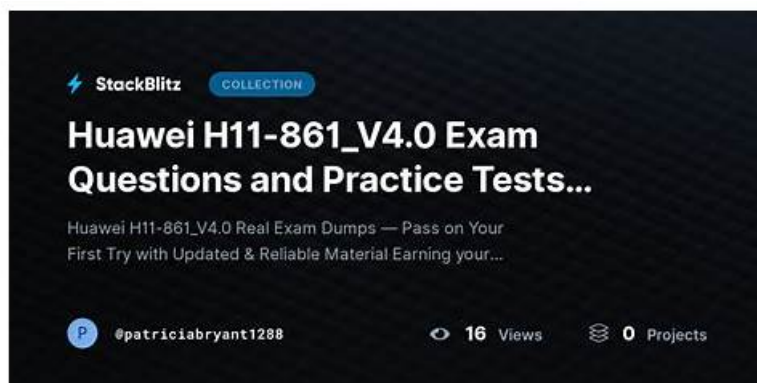 StackBlitz COLLECTION
Huawei H11-861_V4.0 Exam
Questions and Practice Tests...
Huawei H11-861_V4.0 Real Exam Dumps — Pass on Your
First Try with Updated & Reliable Material Earning your...
P @patriciabryant1288 16 Views 0 Projects